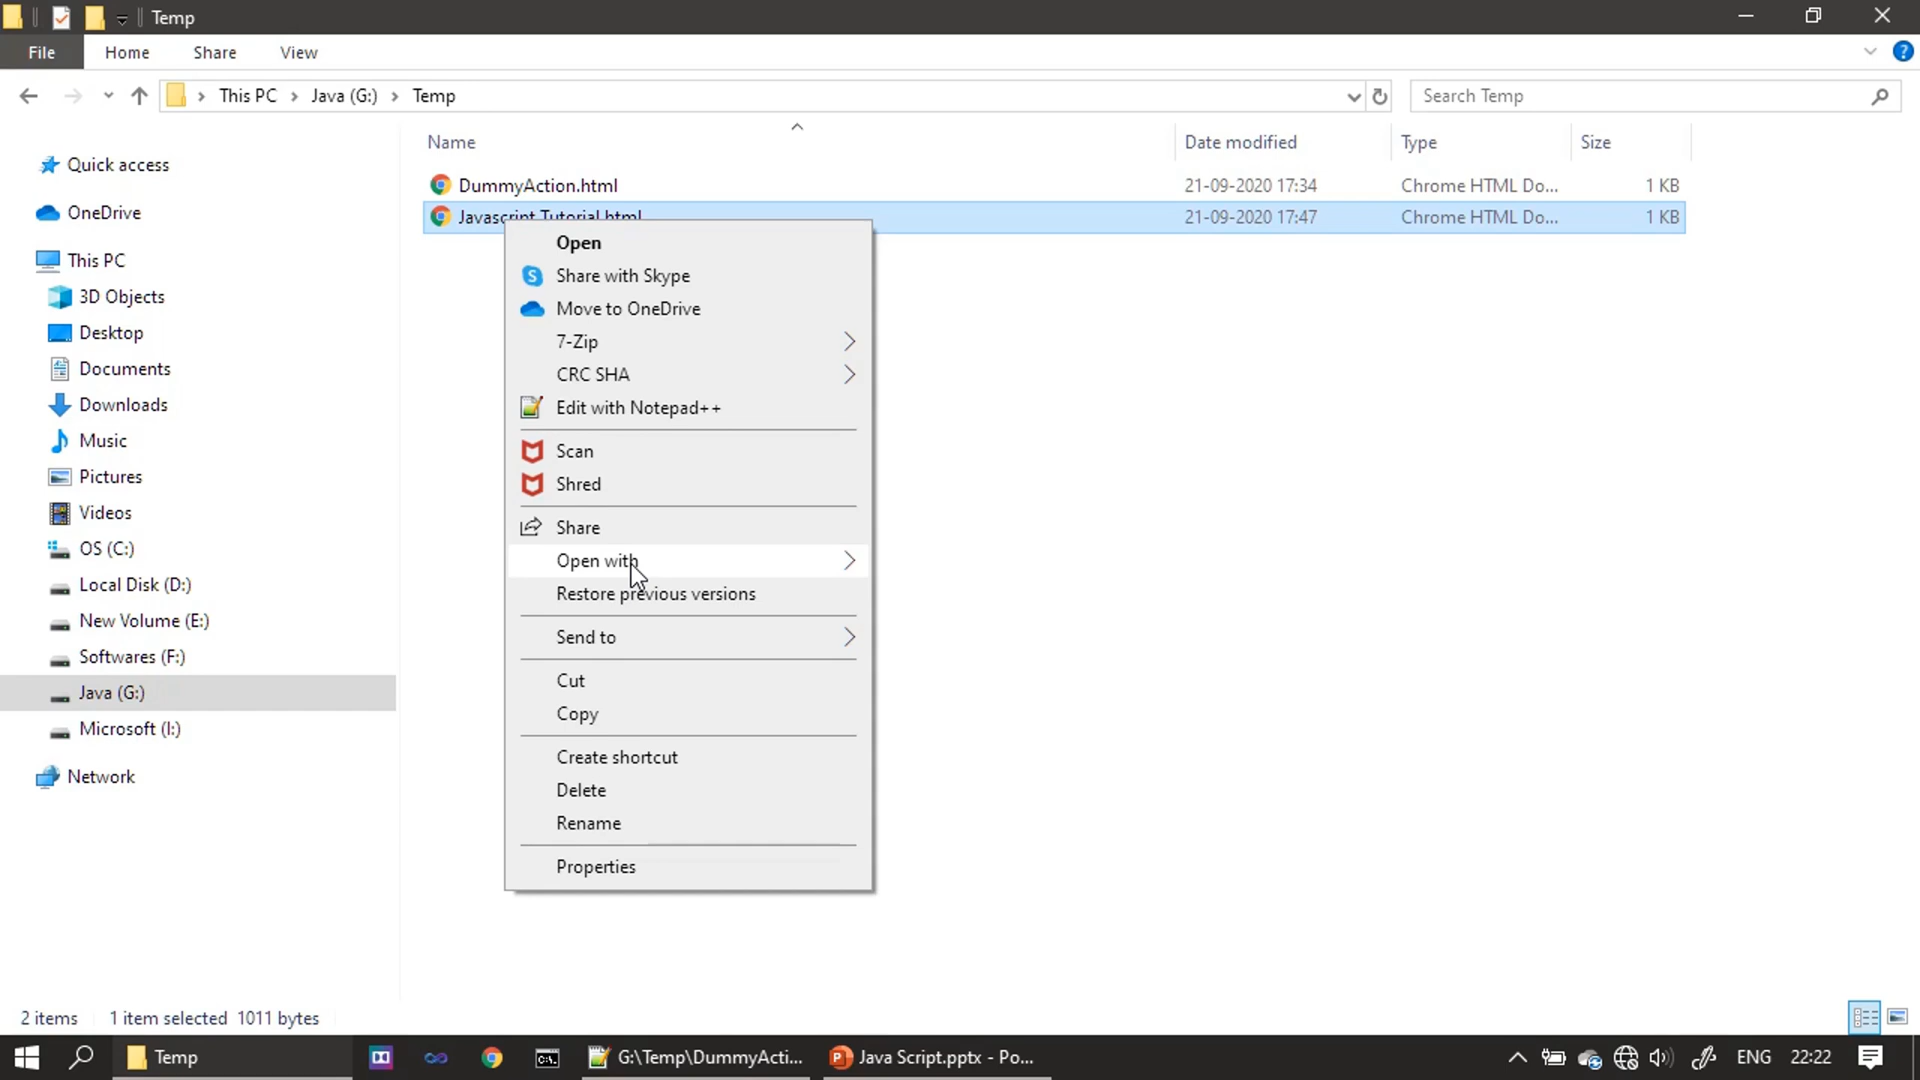 Temp
File Home Share View
This PC Java (G:) Temp
Search Temp
Name Date modified Type Size
DummyAction.html 21-09-2020 17:34 Chrome HTML Do... 1 KB
Javascript Tutorial.html 21-09-2020 17:47 Chrome HTML Do... 1 KB
Quick access
OneDrive
This PC
3D Objects
Desktop
Documents
Downloads
Music
Pictures
Videos
OS (C:)
Local Disk (D:)
New Volume (E:)
Softwares (F:)
Java (G:)
Microsoft (I:)
Network
Open
Share with Skype
Move to OneDrive
7-Zip
CRC SHA
Edit with Notepad++
Scan
Shred
Share
Open with
Restore previous versions
Send to
Cut
Copy
Create shortcut
Delete
Rename
Properties
2 items 1 item selected 1011 bytes
Temp G:\Temp\DummyActi... Java Script.pptx - Po... ENG 22:22